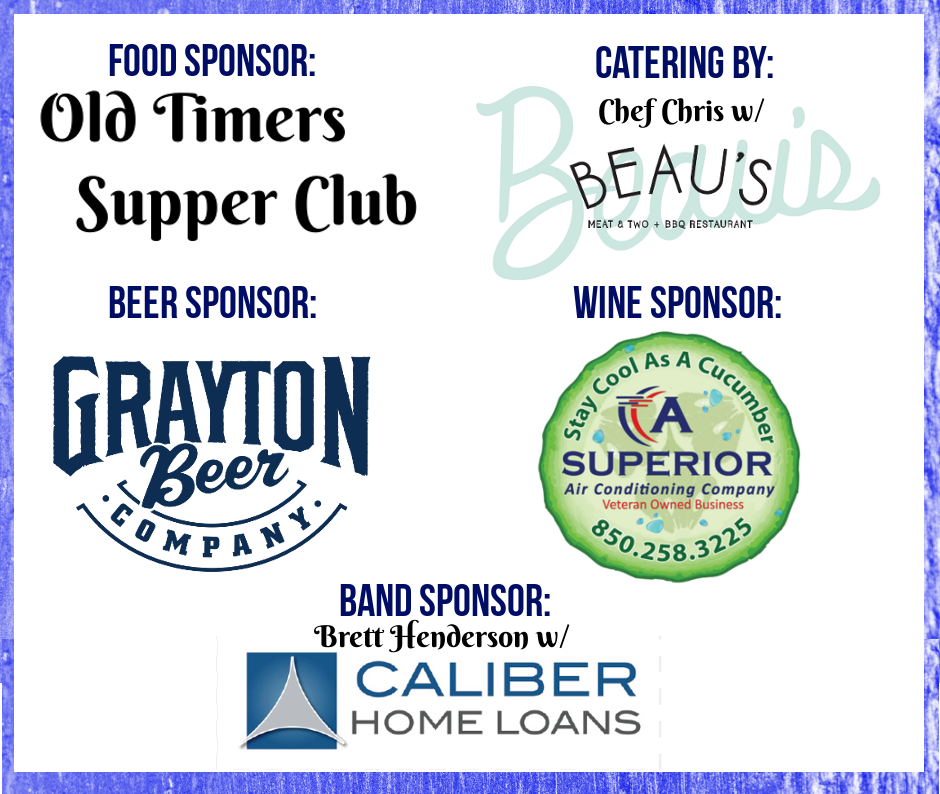 FOOD SPONSOR:
Old Timers
Supper Club
CATERING BY:
Chef Chris w/
Beau's
BEAU'S
MEAT & TWO + BBQ RESTAURANT
BEER SPONSOR:
GRAYTON
Beer
·COMPANY·
WINE SPONSOR:
Stay Cool As A Cucumber
A
SUPERIOR
Air Conditioning Company
Veteran Owned Business
850.258.3225
BAND SPONSOR:
Brett Henderson w/
CALIBER
HOME LOANS